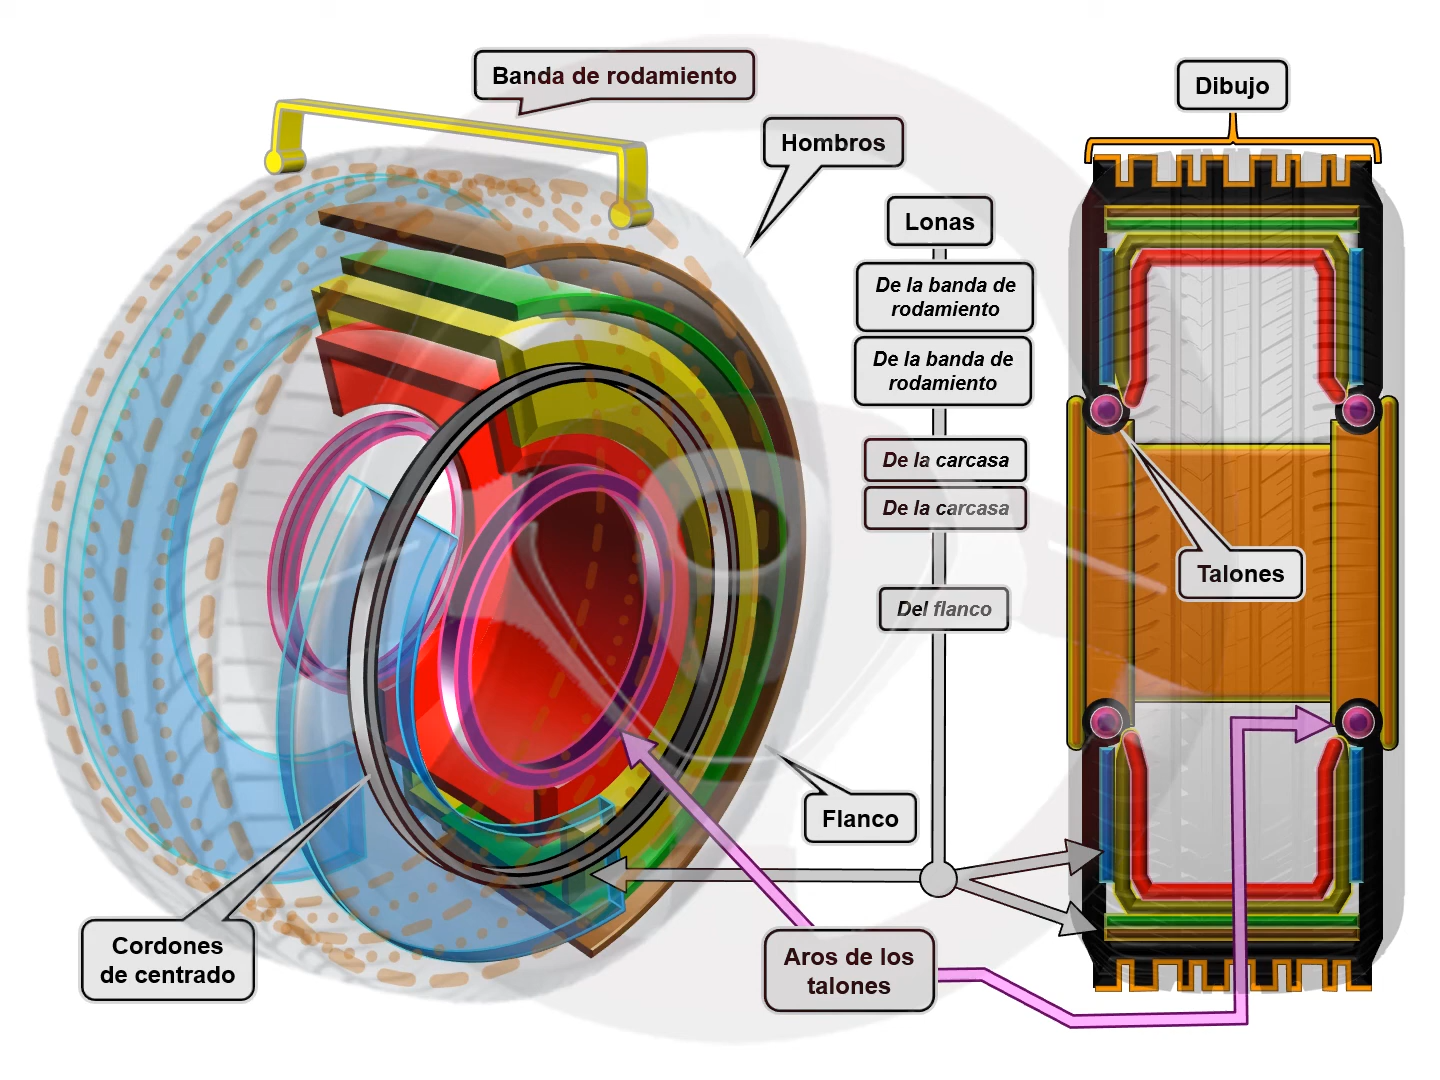 Banda de rodamiento
Hombros
Dibujo
Lonas
De la banda de
rodamiento
De la banda de
rodamiento
De la carcasa
De la carcasa
Del flanco
Talones
Flanco
Cordones
de centrado
Aros de los
talones